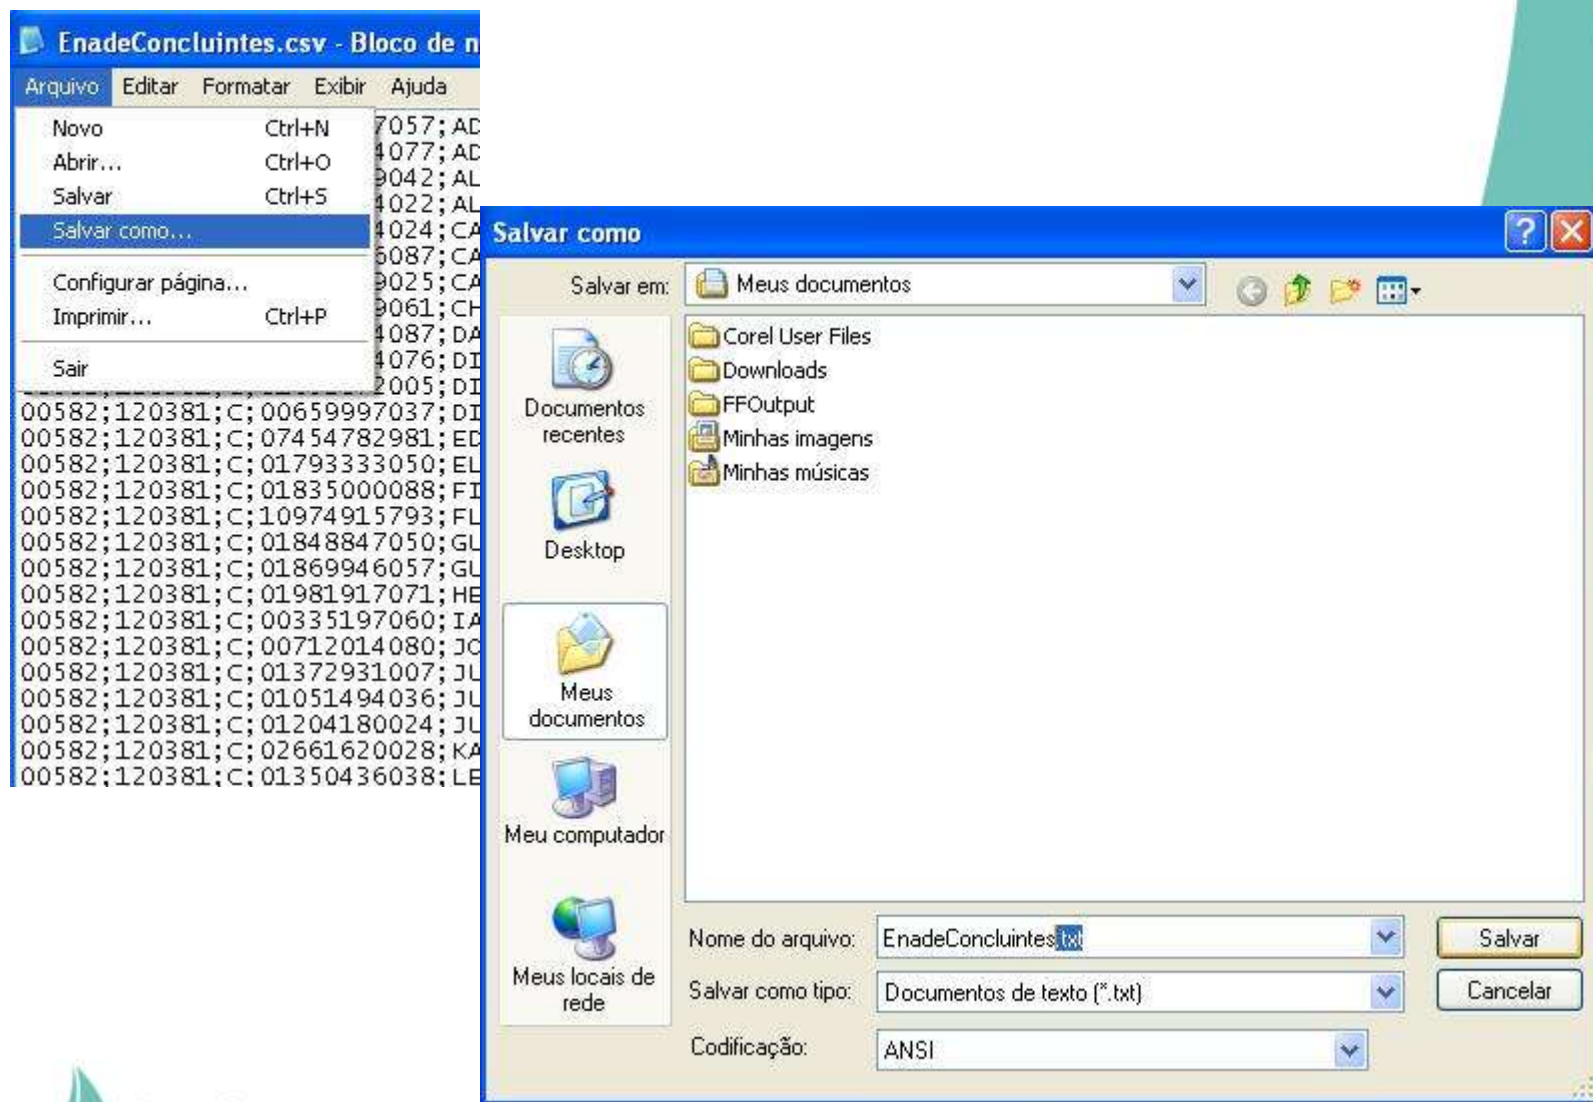 EnadeConcluintes.csv - Bloco de n
Arquivo Editar Formatar Exibir Ajuda
Novo Ctrl+N
Abrir... Ctrl+O
Salvar Ctrl+S
Salvar como...
Configurar página...
Imprimir... Ctrl+P
Sair
7057;AD
4077;AD
9042;AL
4022;AL
4024;CA
6087;CA
9025;CA
9061;CH
4087;DA
4076;DI
2005;DI
00582;120381;C;00659997037;DI
00582;120381;C;07454782981;ED
00582;120381;C;01793333050;EL
00582;120381;C;01835000088;FI
00582;120381;C;10974915793;FL
00582;120381;C;01848847050;GU
00582;120381;C;01869946057;GU
00582;120381;C;01981917071;HE
00582;120381;C;00335197060;IA
00582;120381;C;00712014080;JO
00582;120381;C;01372931007;JU
00582;120381;C;01051494036;JU
00582;120381;C;01204180024;JU
00582;120381;C;02661620028;KA
00582;120381;C;01350436038;LE
Salvar como
Salvar em: Meus documentos
Documentos recentes
Desktop
Meus documentos
Meu computador
Meus locais de rede
Corel User Files
Downloads
FFOutput
Minhas imagens
Minhas músicas
Nome do arquivo: EnadeConcluintes.txt Salvar
Salvar como tipo: Documentos de texto (*.txt) Cancelar
Codificação: ANSI